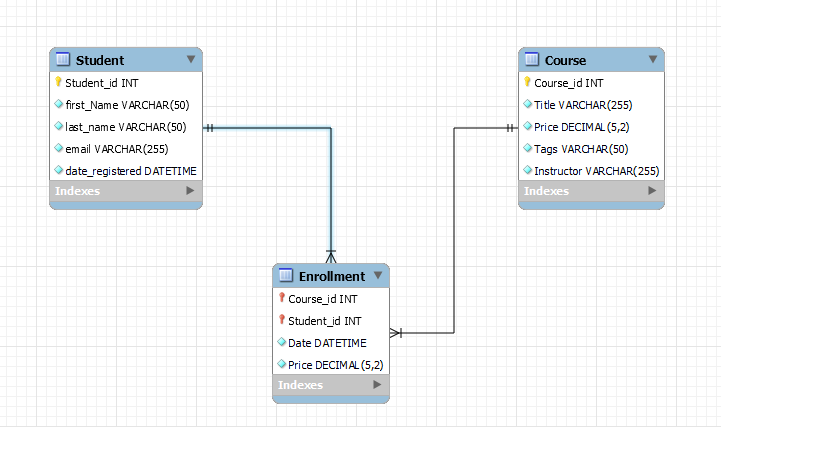 Student
Student_id INT
first_Name VARCHAR(50)
last_name VARCHAR(50)
email VARCHAR(255)
date_registered DATETIME
Indexes
Course
Course_id INT
Title VARCHAR(255)
Price DECIMAL(5,2)
Tags VARCHAR(50)
Instructor VARCHAR(255)
Indexes
Enrollment
Course_id INT
Student_id INT
Date DATETIME
Price DECIMAL(5,2)
Indexes